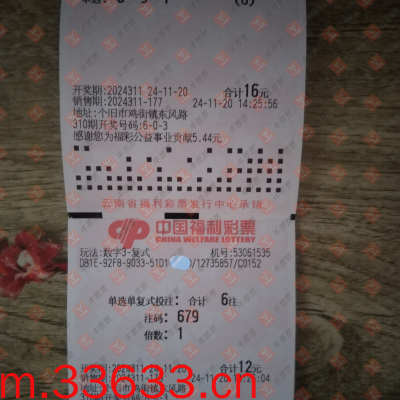 开奖期:2024311 24-11-20 合计16元
销售期:2024311-177 24-11-20 14:25:56
地址:个旧市鸡街镇东风路
310期开奖号码:6-0-3
感谢您为福彩公益事业贡献5.44元
云南省福利彩票发行中心承销
中国福利彩票
CHINA WELFARE LOTTERY
玩法:数字3-复式 机号:53061535
/12735857/C0152
单选单复式投注: 合计 6注
注码: 679
倍数: 1
合计12元
m.33633.cn